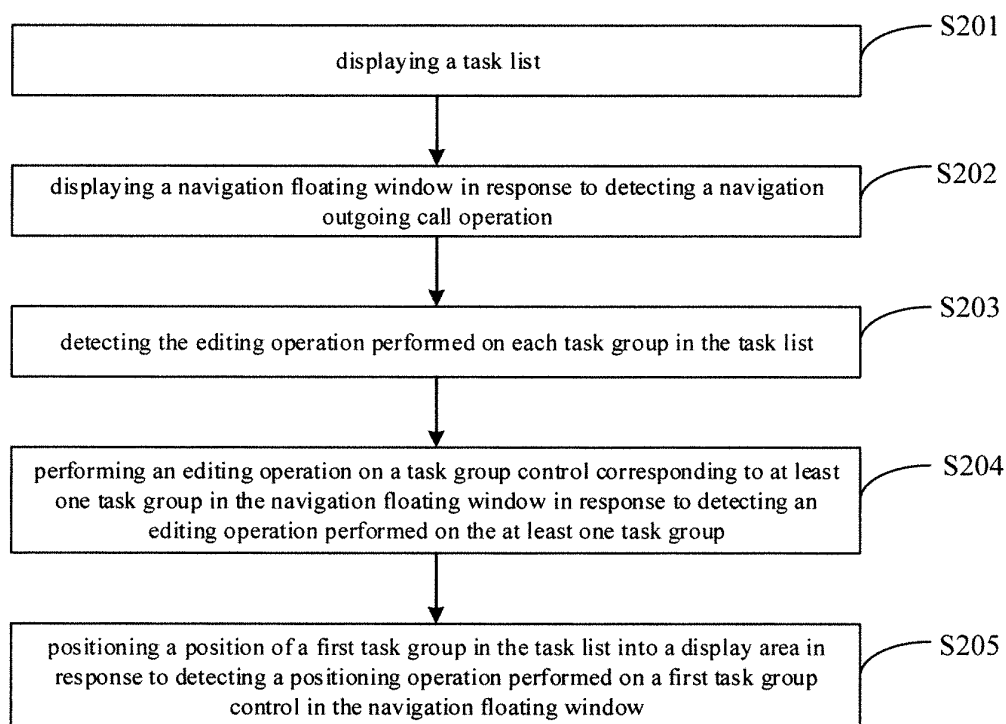 S201
displaying a task list
S202
displaying a navigation floating window in response to detecting a navigation
outgoing call operation
S203
detecting the editing operation performed on each task group in the task list
S204
performing an editing operation on a task group control corresponding to at least
one task group in the navigation floating window in response to detecting an
editing operation performed on the at least one task group
S205
positioning a position of a first task group in the task list into a display area in
response to detecting a positioning operation performed on a first task group
control in the navigation floating window